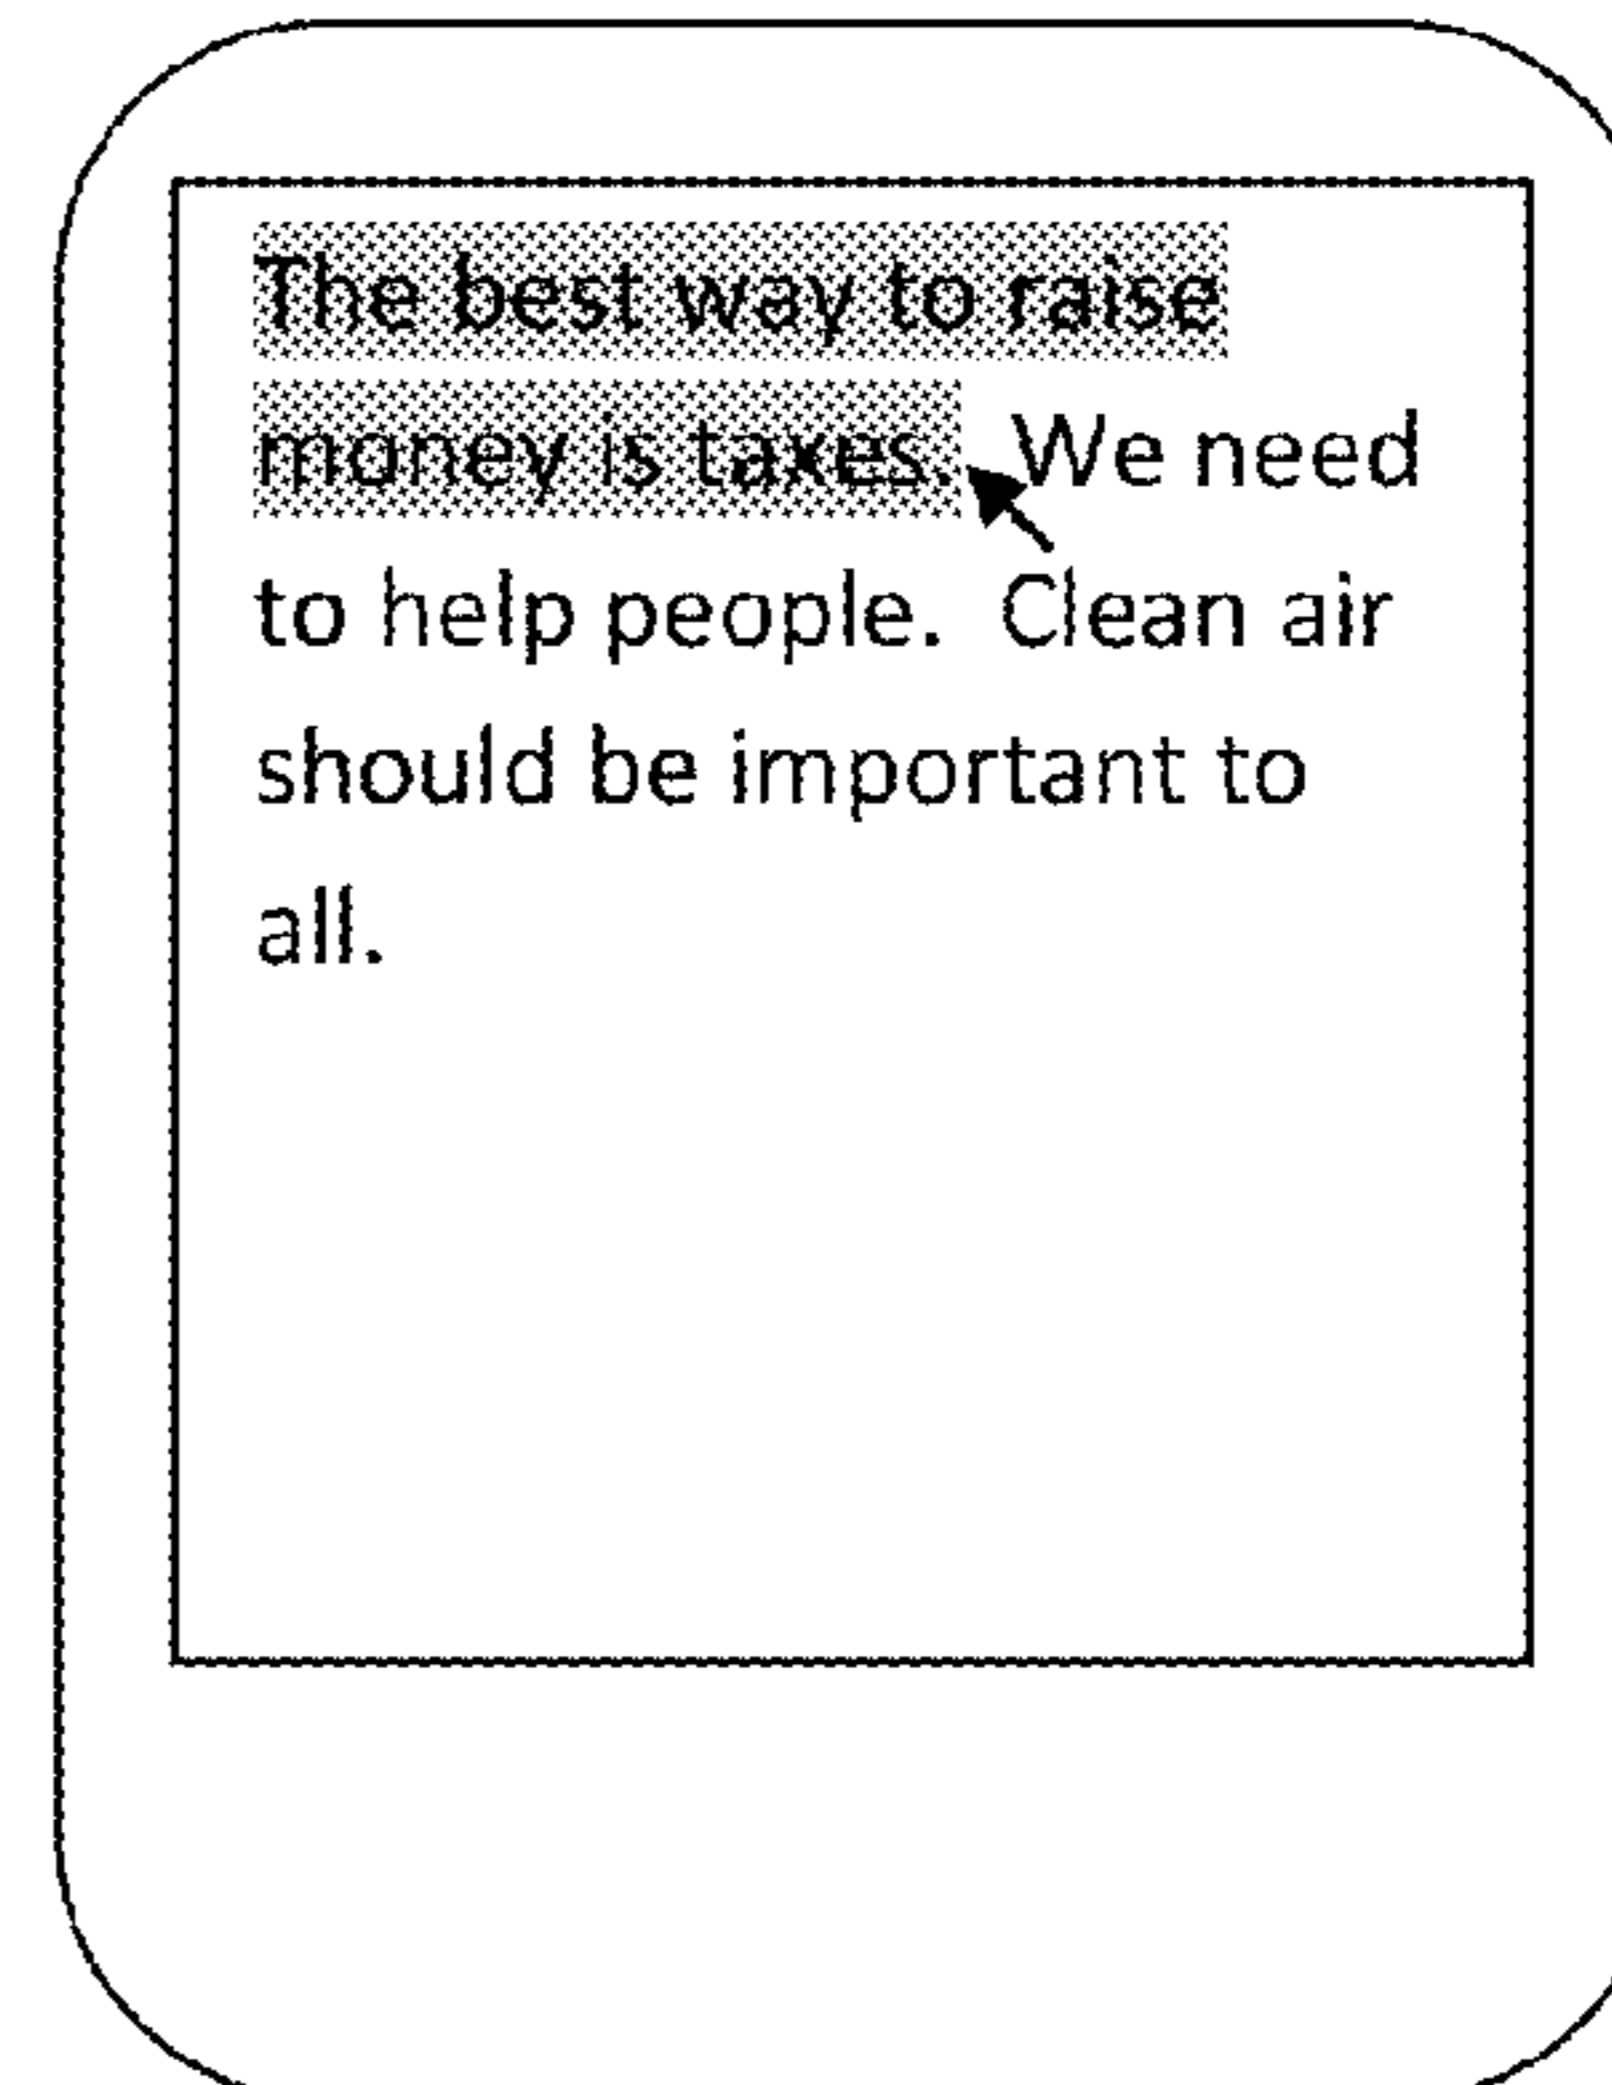 The best way to raise
money is taxes.  We need
to help people.  Clean air
should be important to
all.